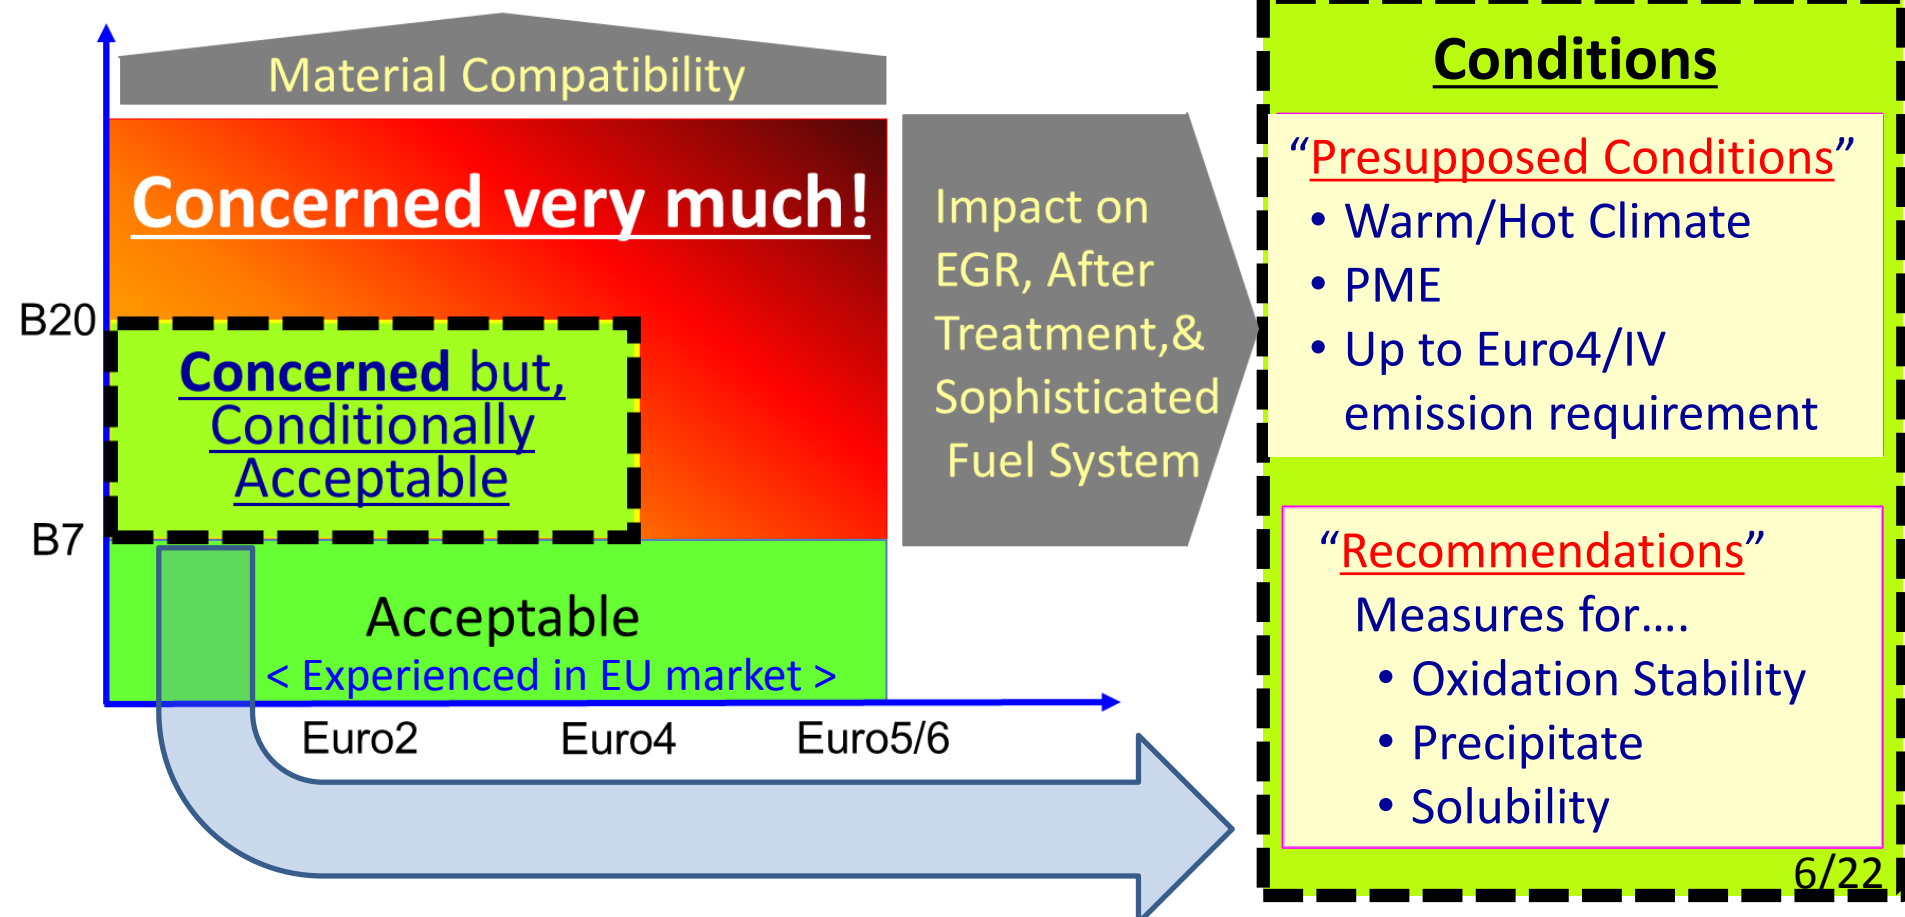 Material Compatibility
Concerned very much!
B20
Concerned but,
Conditionally
Acceptable
B7
Acceptable
< Experienced in EU market >
Euro2
Euro4
Euro5/6
Impact on
EGR, After
Treatment,&
Sophisticated
Fuel System
Conditions
“Presupposed Conditions”
• Warm/Hot Climate
• PME
• Up to Euro4/IV
emission requirement
“Recommendations”
Measures for....
• Oxidation Stability
• Precipitate
• Solubility
6/22